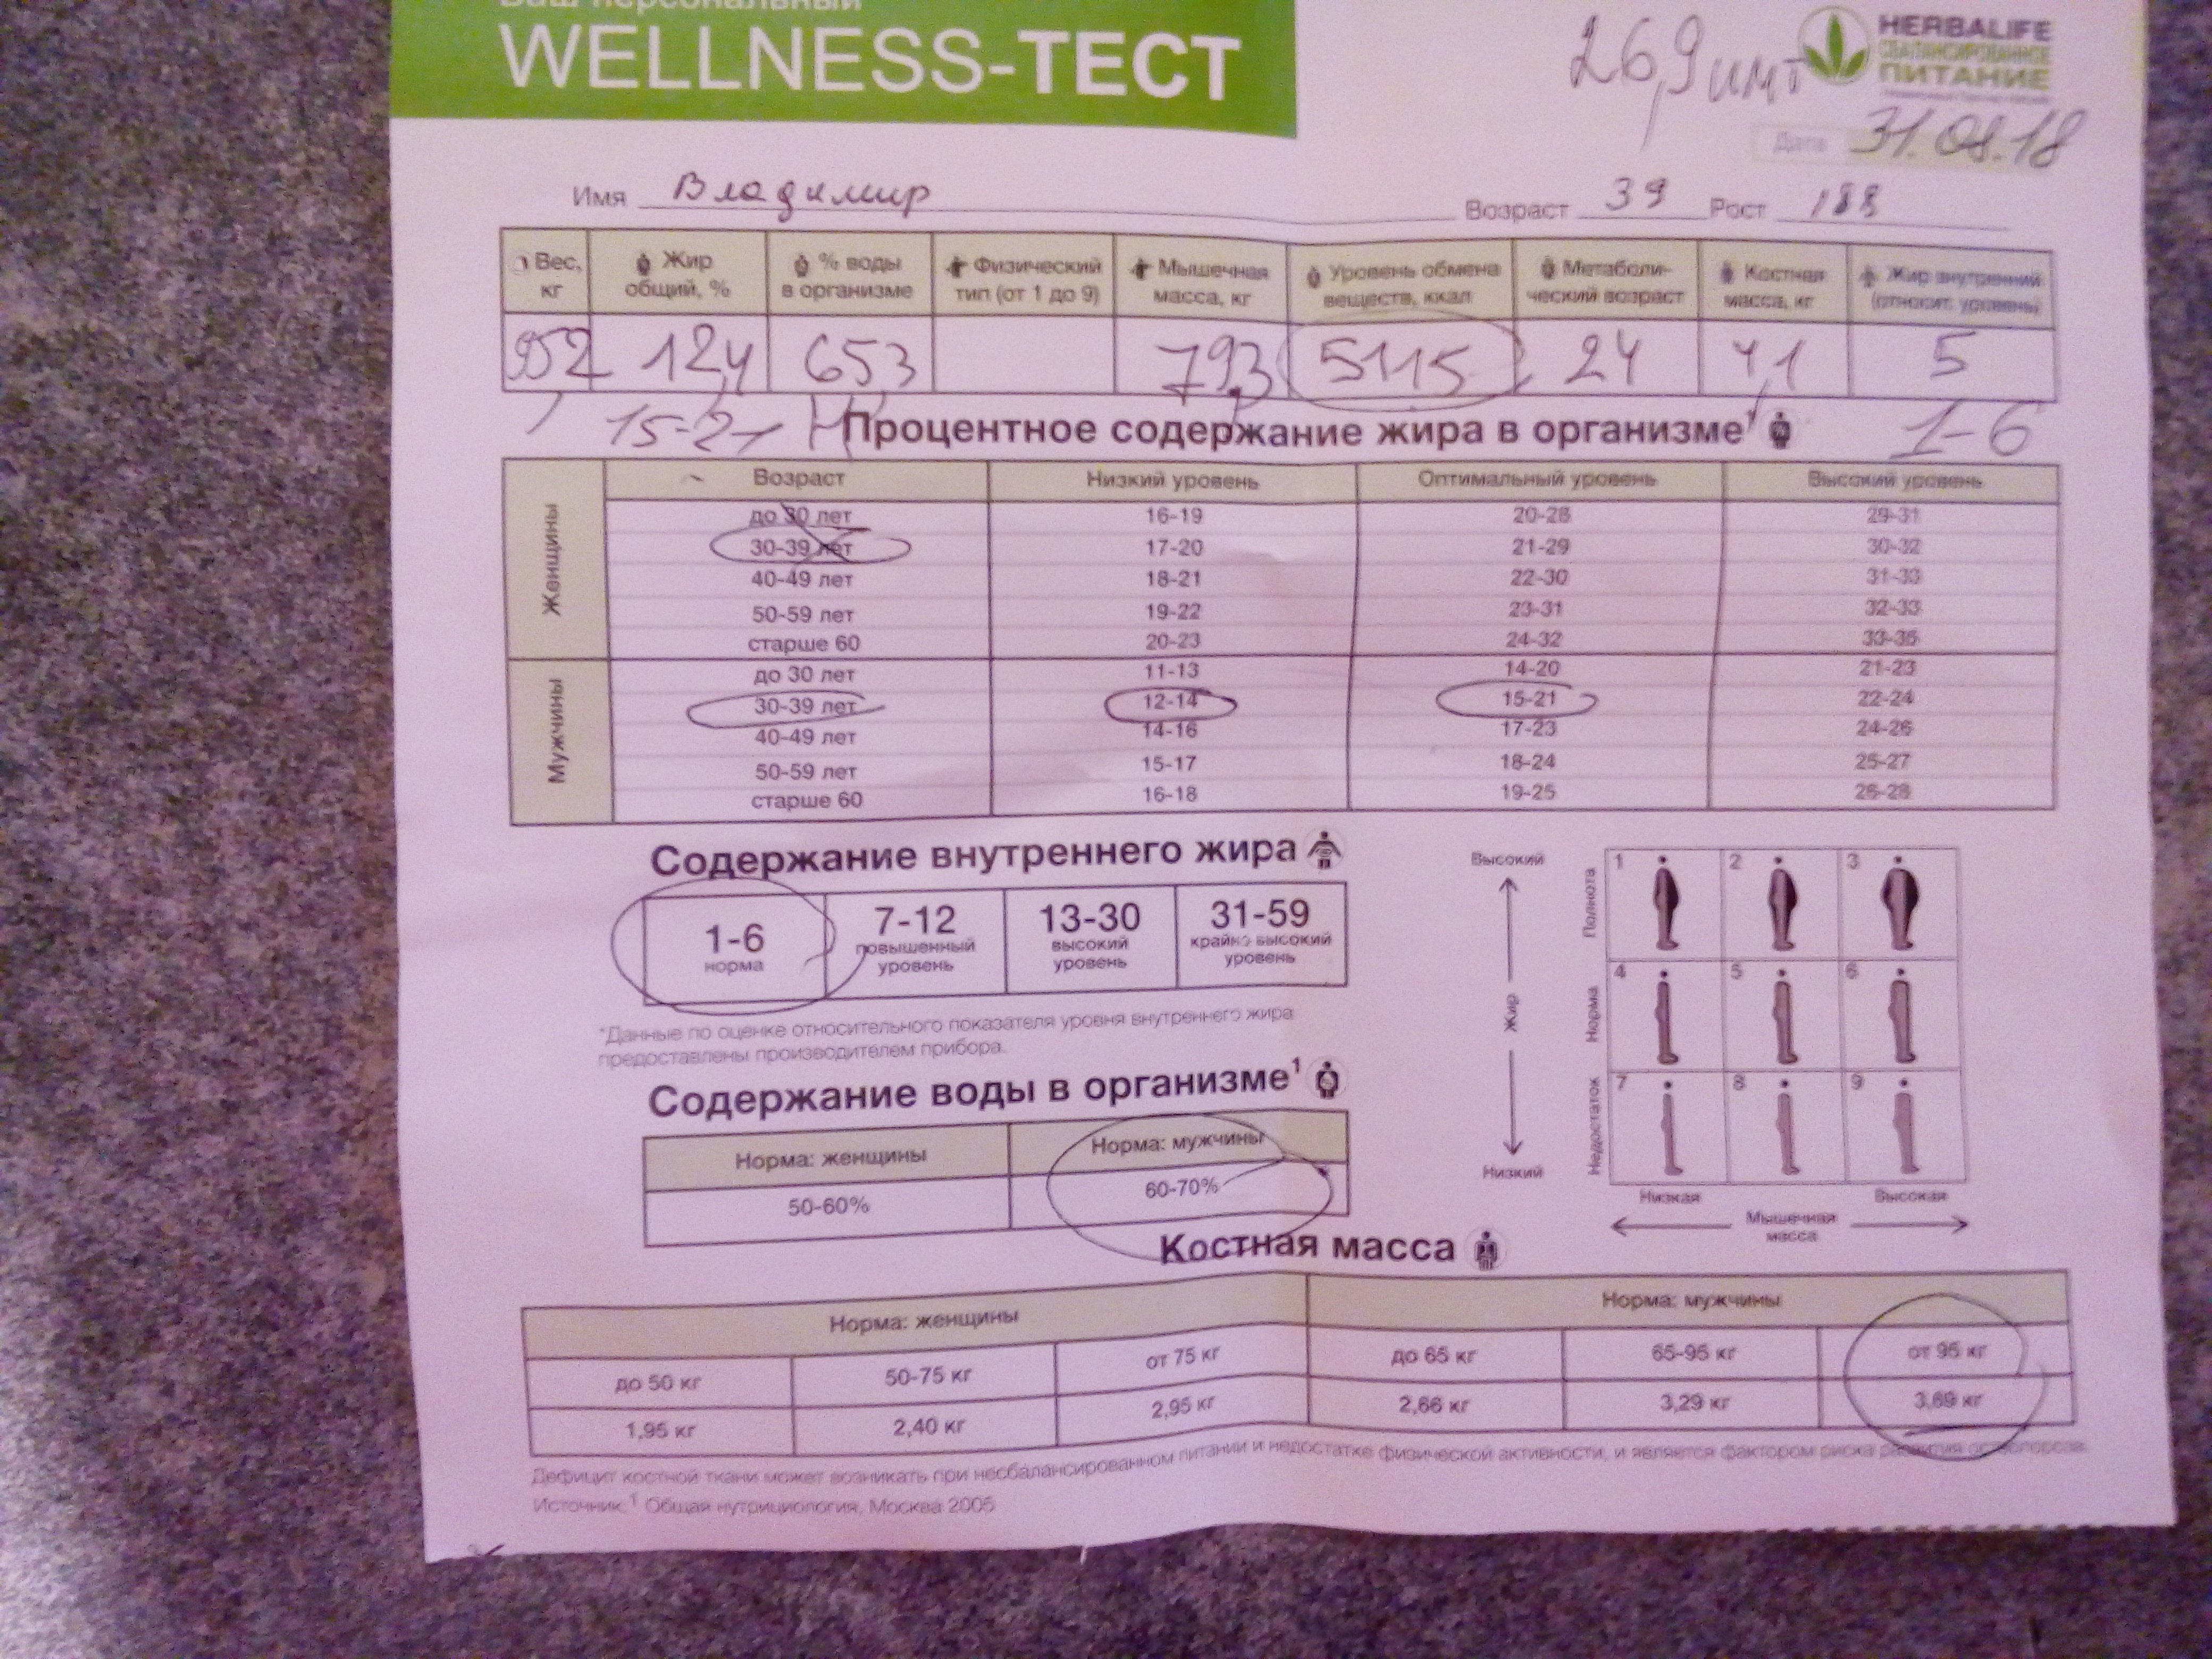 Ваш персональный
WELLNESS-ТЕСТ
26,9 имт
HERBALIFE
СБАЛАНСИРОВАННОЕ
ПИТАНИЕ
Дата 31.08.18
Имя Владимир Возраст 39 Рост 188
Вес, кг Жир общий, % % воды в организме Физический тип (от 1 до 9) Мышечная масса, кг Уровень обмена веществ, ккал Метаболический возраст Костная масса, кг Жир внутренний (относит. уровень)
95,2 12,4 65,3 79,3 5115 24 4,1 5
15-21 Н 1-6
Процентное содержание жира в организме¹
Возраст Низкий уровень Оптимальный уровень Высокий уровень
Женщины
до 30 лет 16-19 20-28 29-31
30-39 лет 17-20 21-29 30-32
40-49 лет 18-21 22-30 31-33
50-59 лет 19-22 23-31 32-33
старше 60 20-23 24-32 33-35
Мужчины
до 30 лет 11-13 14-20 21-23
30-39 лет 12-14 15-21 22-24
40-49 лет 14-16 17-23 24-26
50-59 лет 15-17 18-24 25-27
старше 60 16-18 19-25 26-28
Содержание внутреннего жира
1-6 7-12 13-30 31-59
норма повышенный уровень высокий уровень крайне высокий уровень
*Данные по оценке относительного показателя уровня внутреннего жира
предоставлены производителем прибора.
Высокий
Жир
Низкий
Полнота 1 2 3
Норма 4 5 6
Недостаток 7 8 9
Низкая Мышечная масса Высокая
Содержание воды в организме¹
Норма: женщины Норма: мужчины
50-60% 60-70%
Костная масса
Норма: женщины Норма: мужчины
до 50 кг 50-75 кг от 75 кг до 65 кг 65-95 кг от 95 кг
1,95 кг 2,40 кг 2,95 кг 2,66 кг 3,29 кг 3,69 кг
Дефицит костной ткани может возникать при несбалансированном питании и недостатке физической активности, и является фактором риска развития остеопороза.
Источник: ¹ Общая нутрициология, Москва 2005